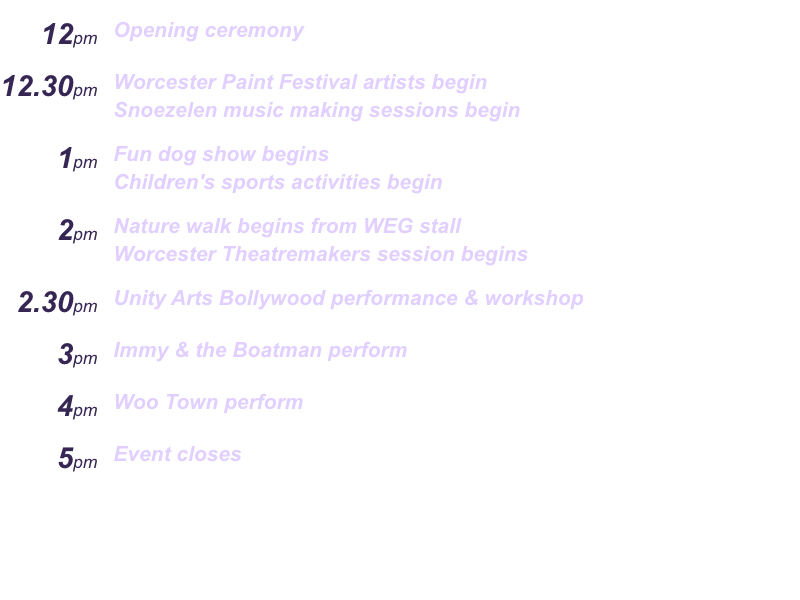 12pm Opening ceremony
12.30pm Worcester Paint Festival artists begin
Snoezelen music making sessions begin
1pm Fun dog show begins
Children's sports activities begin
2pm Nature walk begins from WEG stall
Worcester Theatremakers session begins
2.30pm Unity Arts Bollywood performance & workshop
3pm Immy & the Boatman perform
4pm Woo Town perform
5pm Event closes